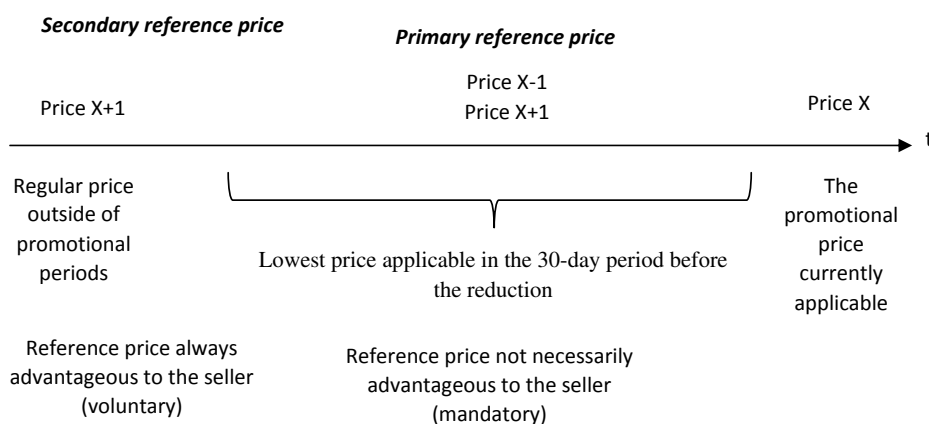 Secondary reference price
Primary reference price
Price X+1
Price X-1
Price X+1
Price X
t
Regular price
outside of
promotional
periods
Lowest price applicable in the 30-day period before
the reduction
The
promotional
price
currently
applicable
Reference price always
advantageous to the seller
(voluntary)
Reference price not necessarily
advantageous to the seller
(mandatory)